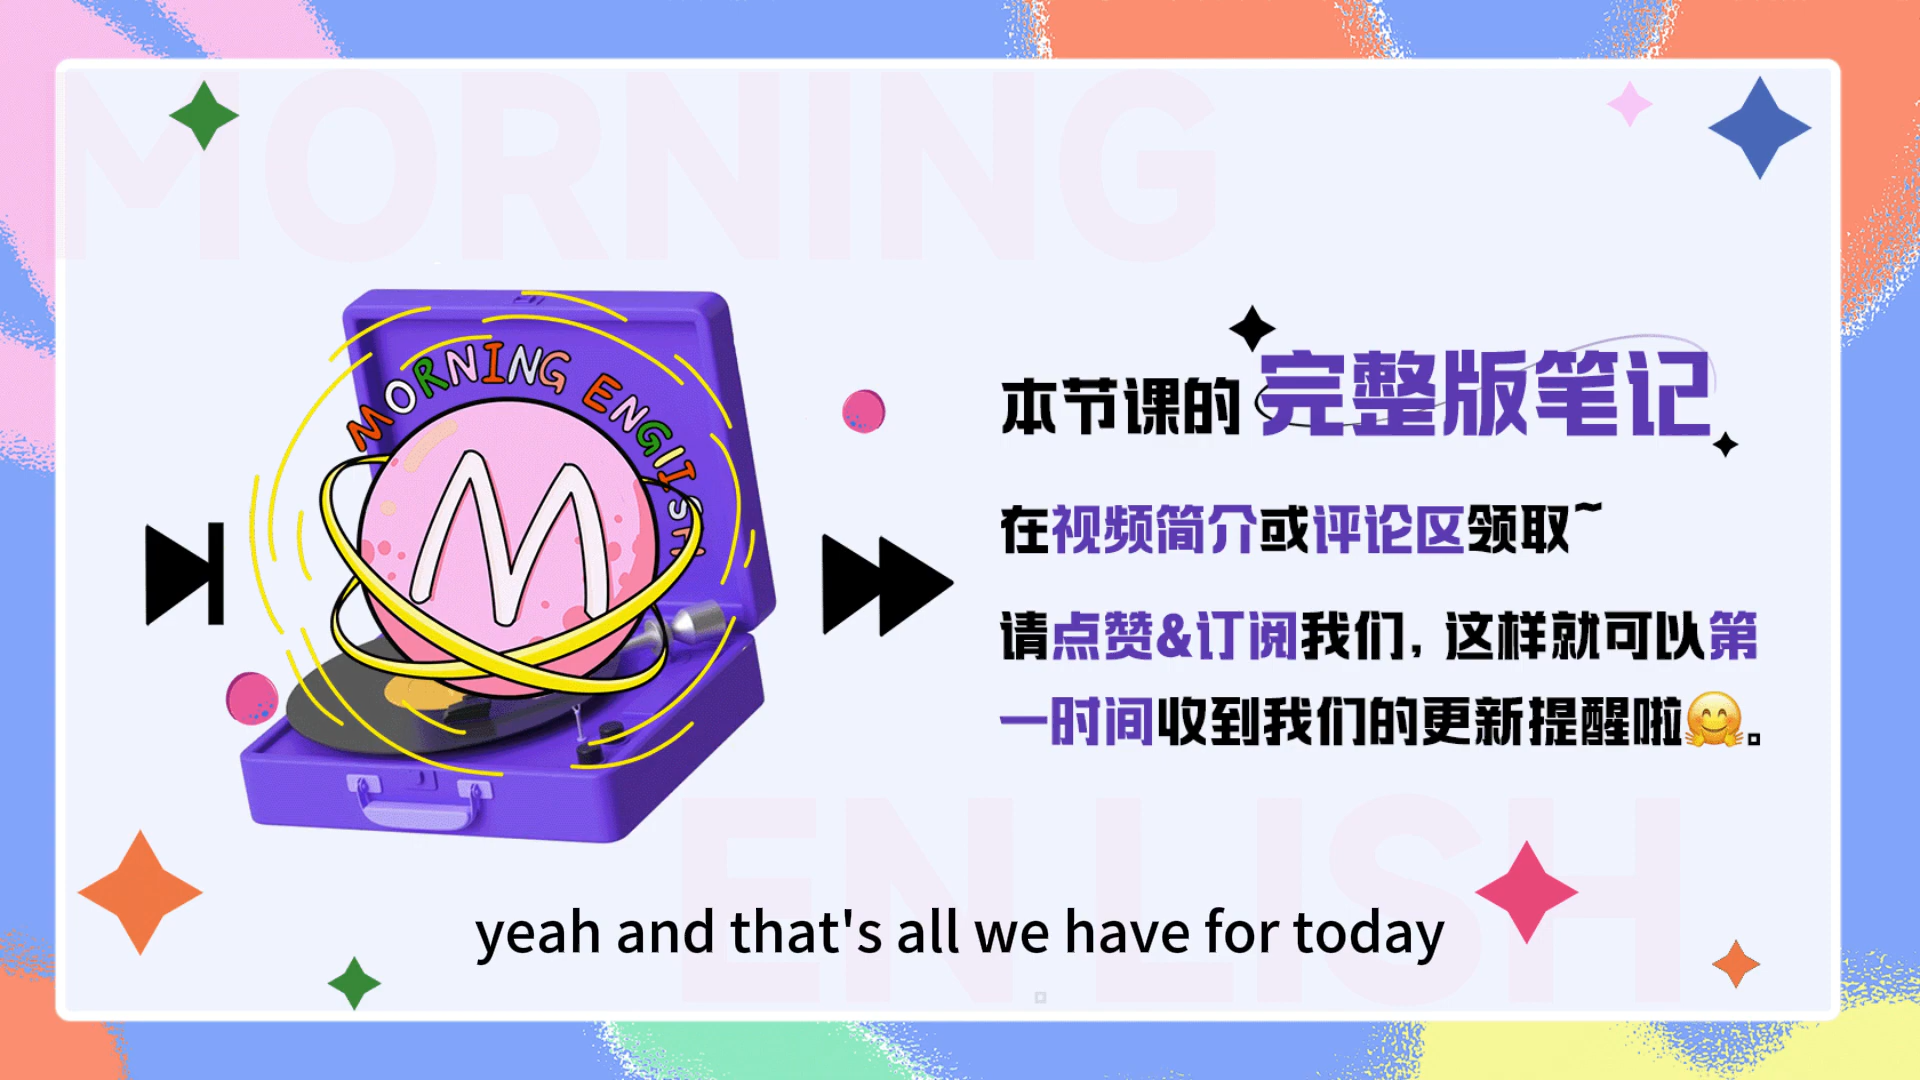 MORNING
MORNING ENGLISH
M
本节课的 完整版笔记
在视频简介或评论区领取~
请点赞&订阅我们，这样就可以第
一时间收到我们的更新提醒啦🤗。
EN LISH
yeah and that's all we have for today